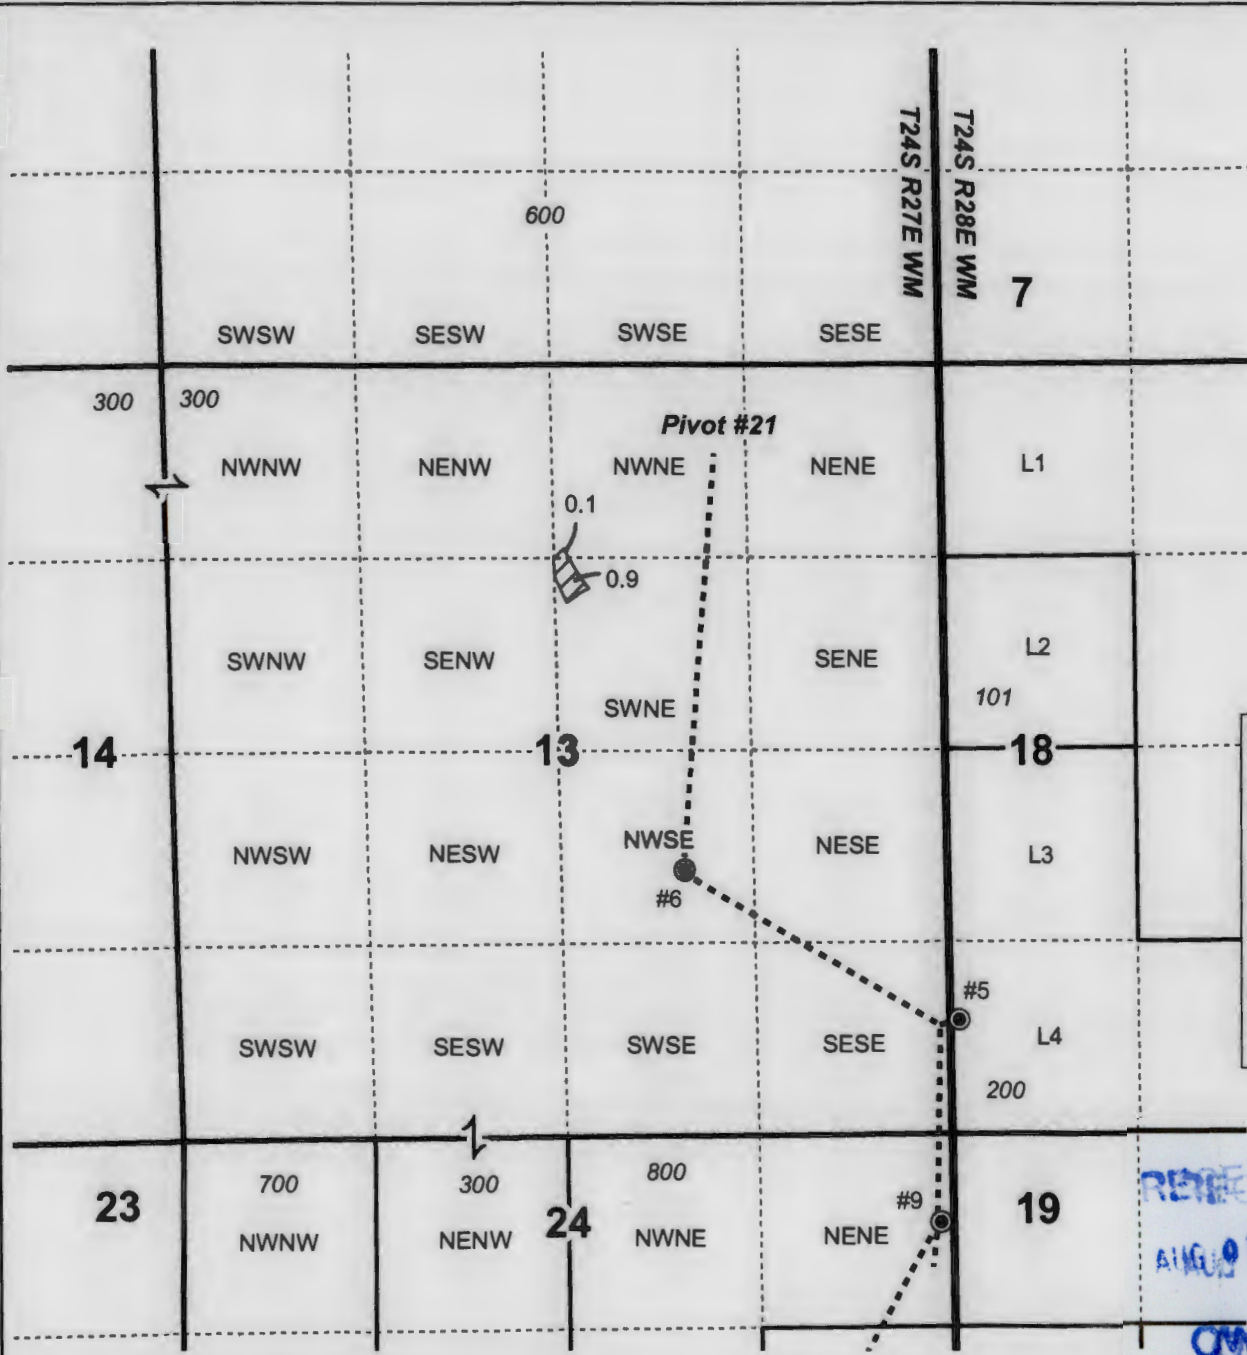 T24S R27E WM
T24S R28E WM
600
7
SWSW SESW SWSE SESE
300 300
Pivot #21
NWNW NENW NWNE NENE L1
0.1
0.9
SWNW SENW SENE L2
101
SWNE
14 13 18
NWSW NESW NWSE NESE L3
#6
#5
SWSW SESW SWSE SESE L4
200
700 300 800
23 24 #9 19
NWNW NENW NWNE NENE